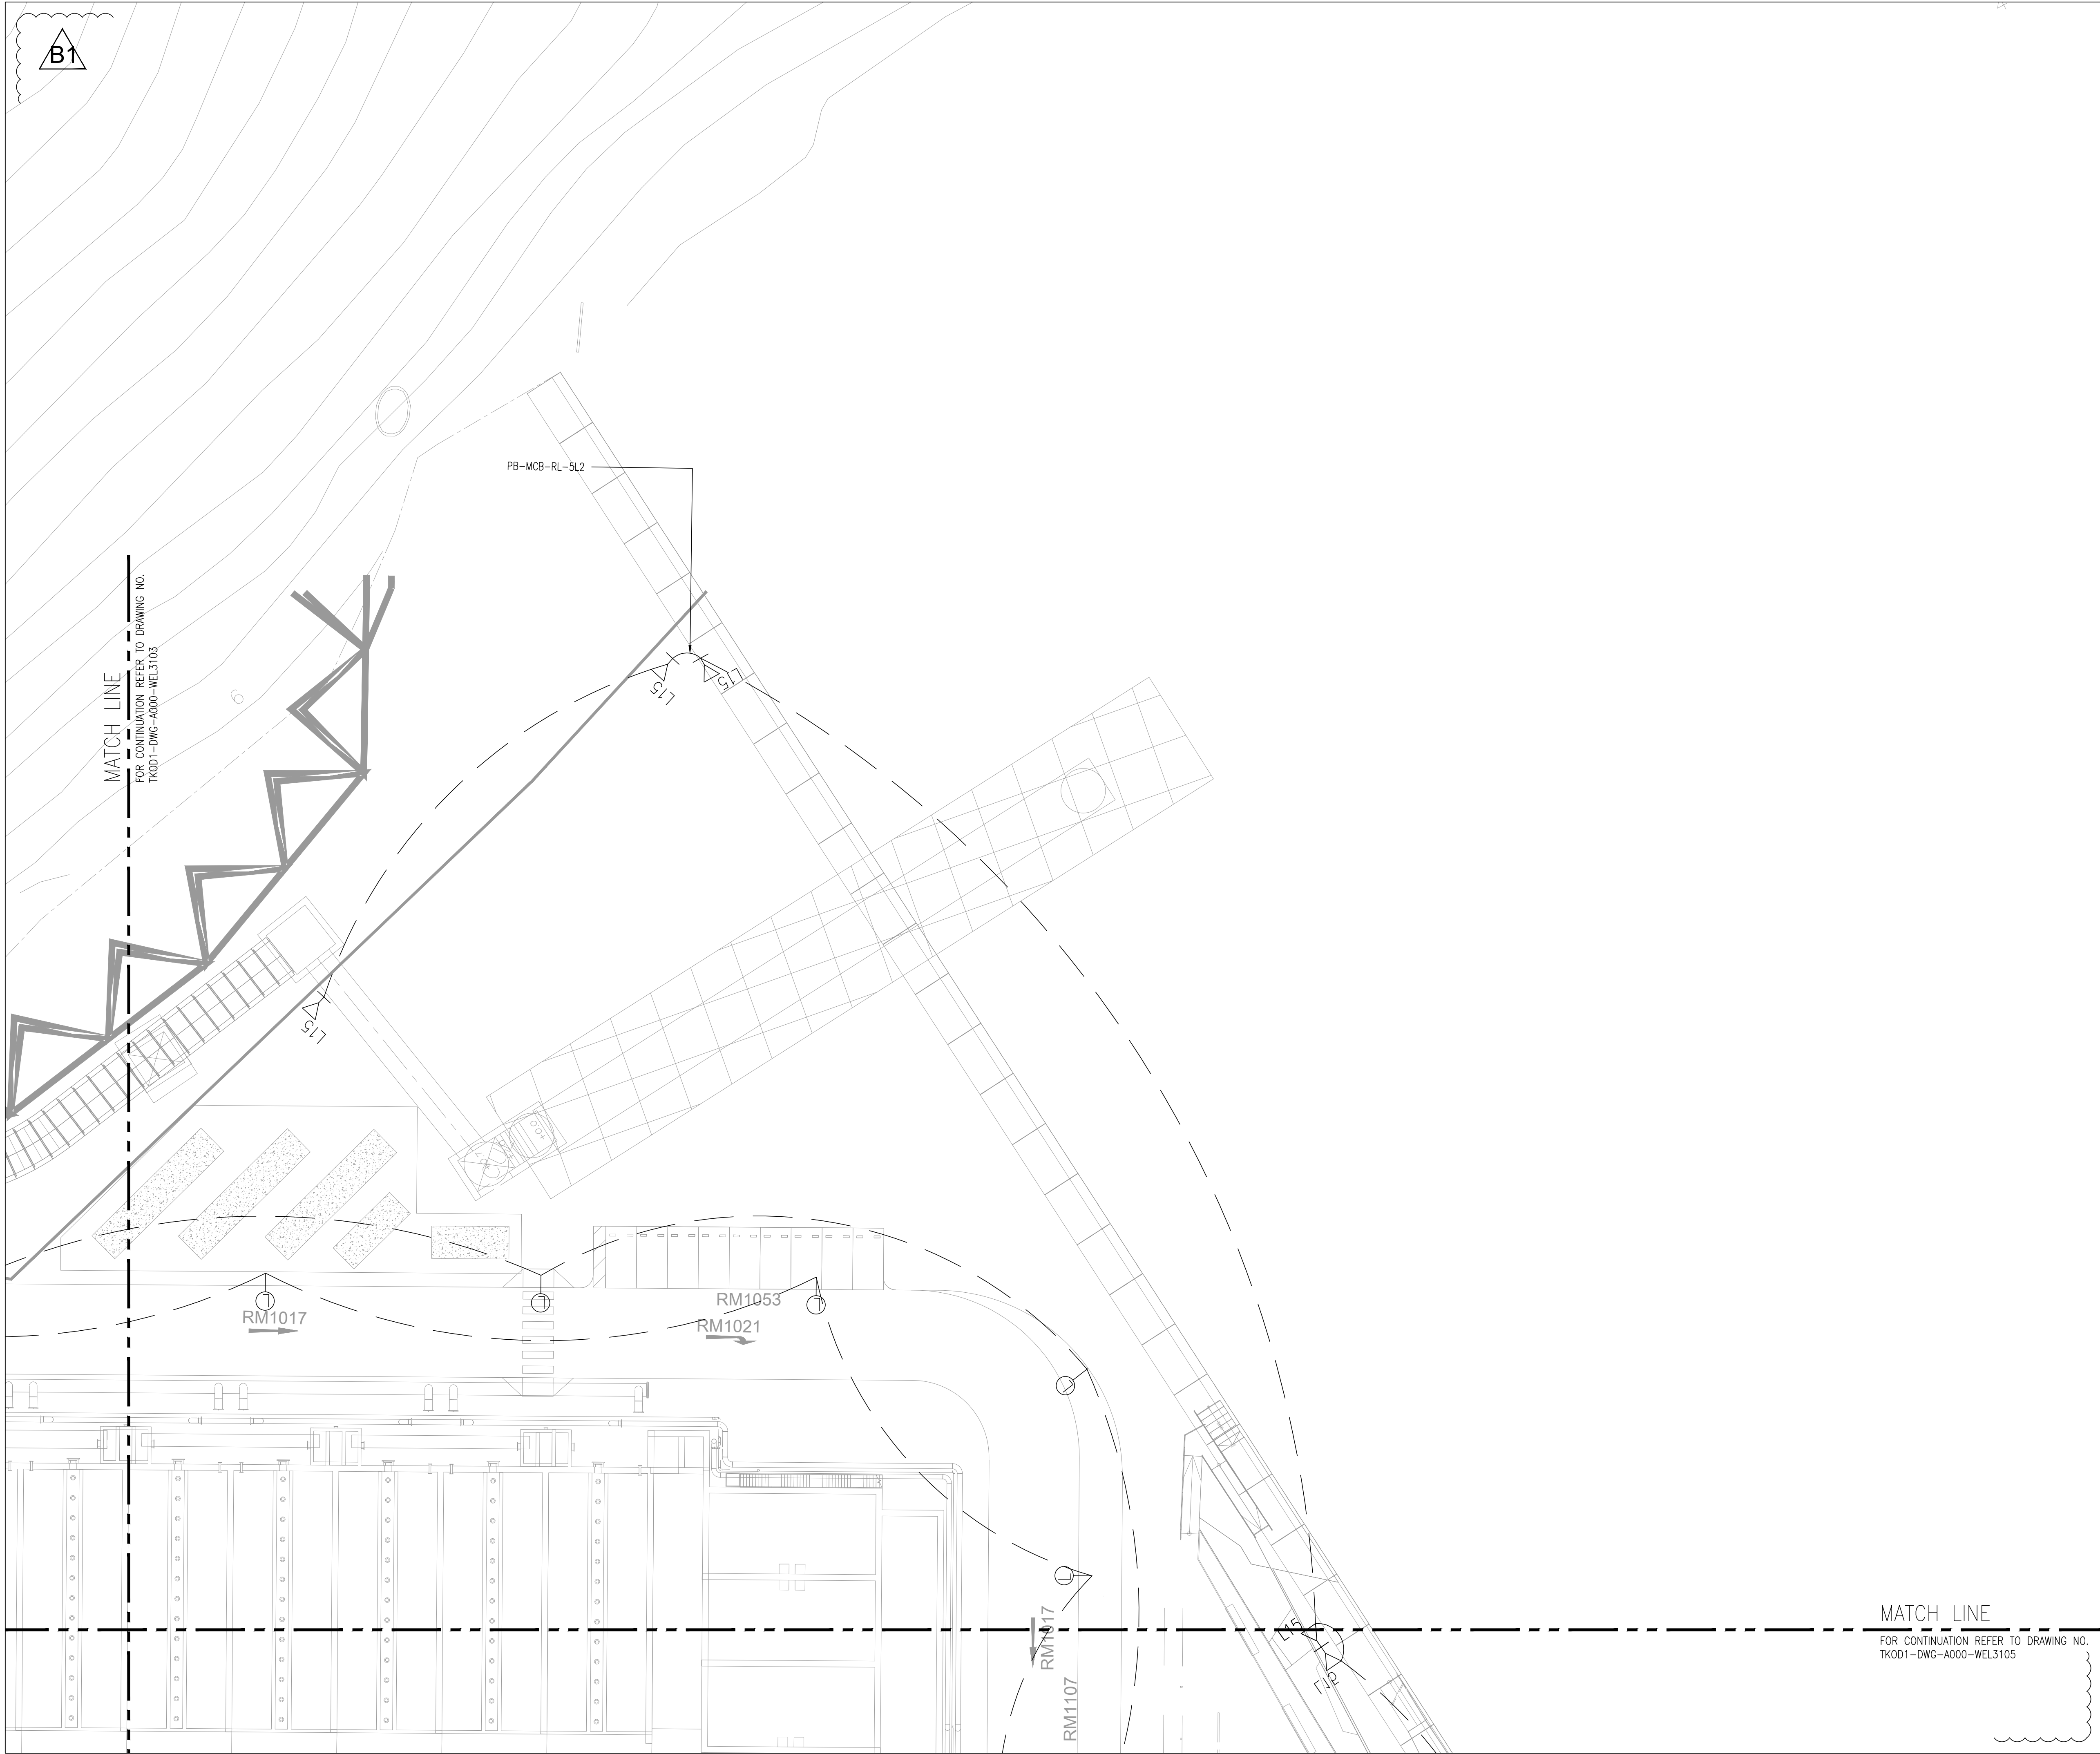 B1
PB-MCB-RL-5L2
MATCH LINE
FOR CONTINUATION REFER TO DRAWING NO.
TKOD1-DWG-A000-WEL3103
6
L15
L15
L15
L
L
L
RM1017
RM1053
RM1021
L
L
RM1017
RM1107
L15
L15
MATCH LINE
FOR CONTINUATION REFER TO DRAWING NO.
TKOD1-DWG-A000-WEL3105